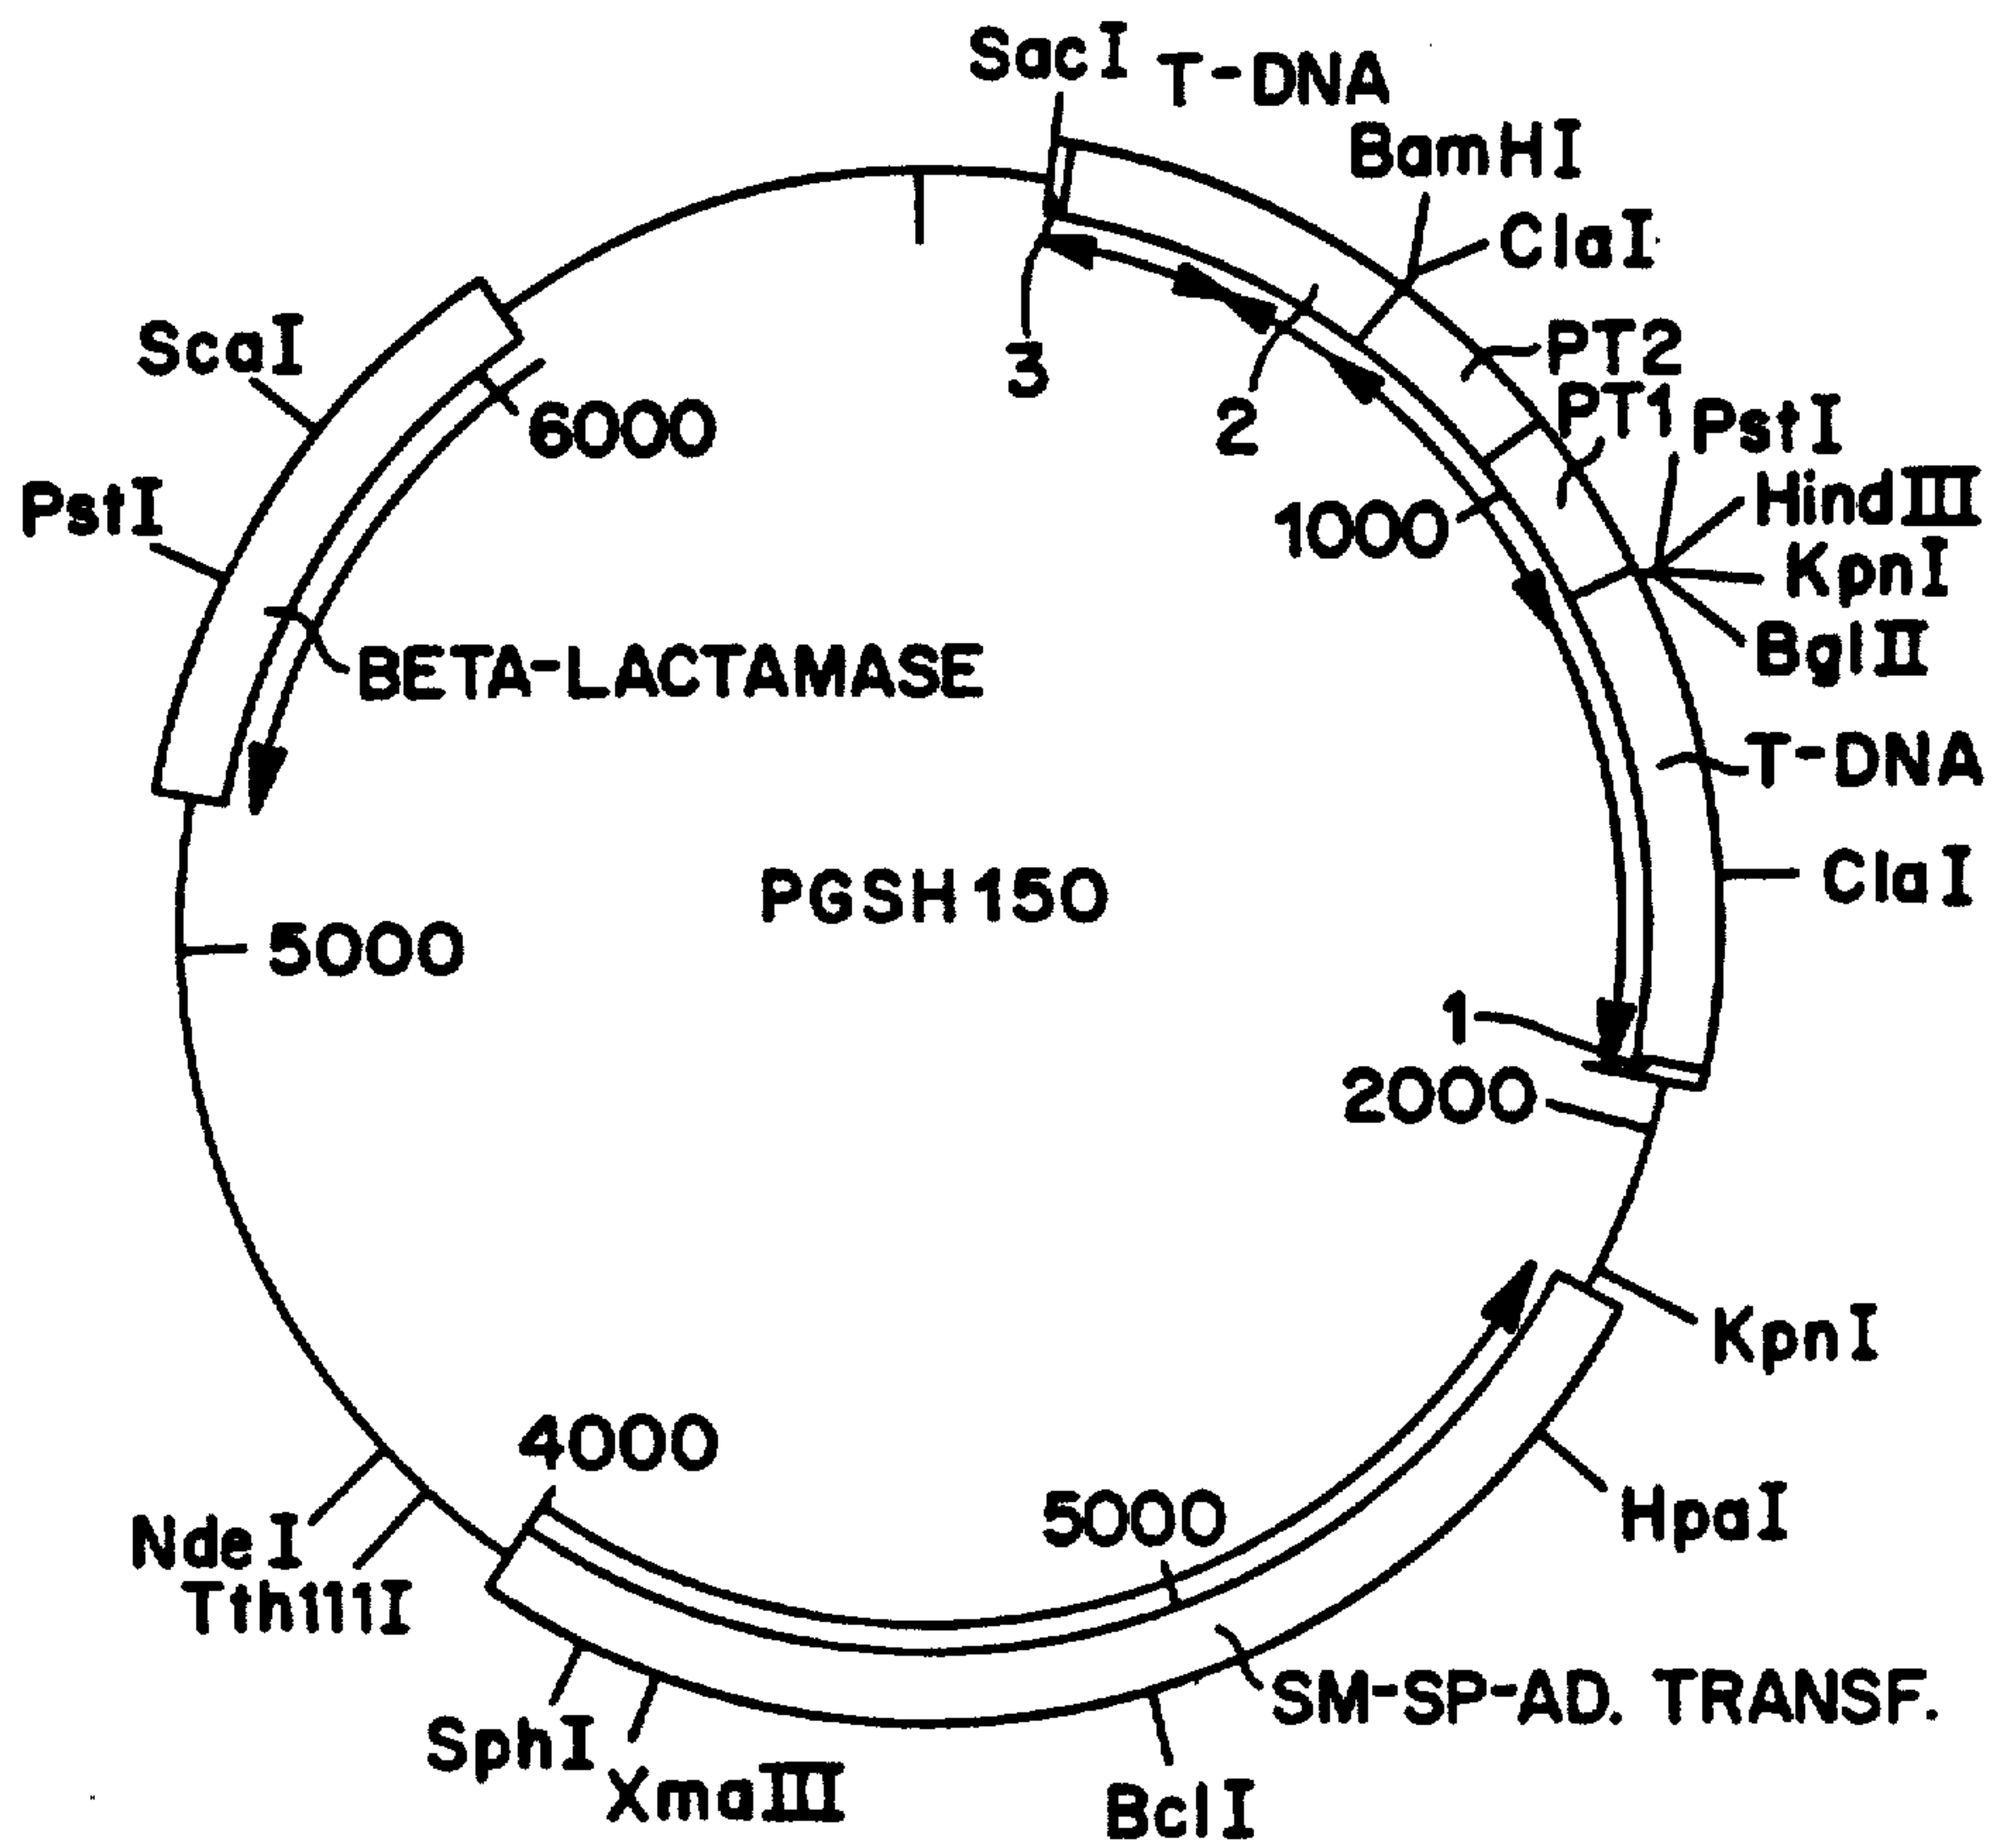 SacI
T-DNA
BamHI
ClaI
PT2
PT1
PstI
HindIII
KpnI
BglII
T-DNA
ClaI
3
2
1000
ScaI
6000
PstI
BETA-LACTAMASE
PGSH150
5000
1
2000
KpnI
HpaI
4000
5000
NdeI
Tth111I
SM-SP-AD. TRANSF.
SphI
XmaIII
BclI